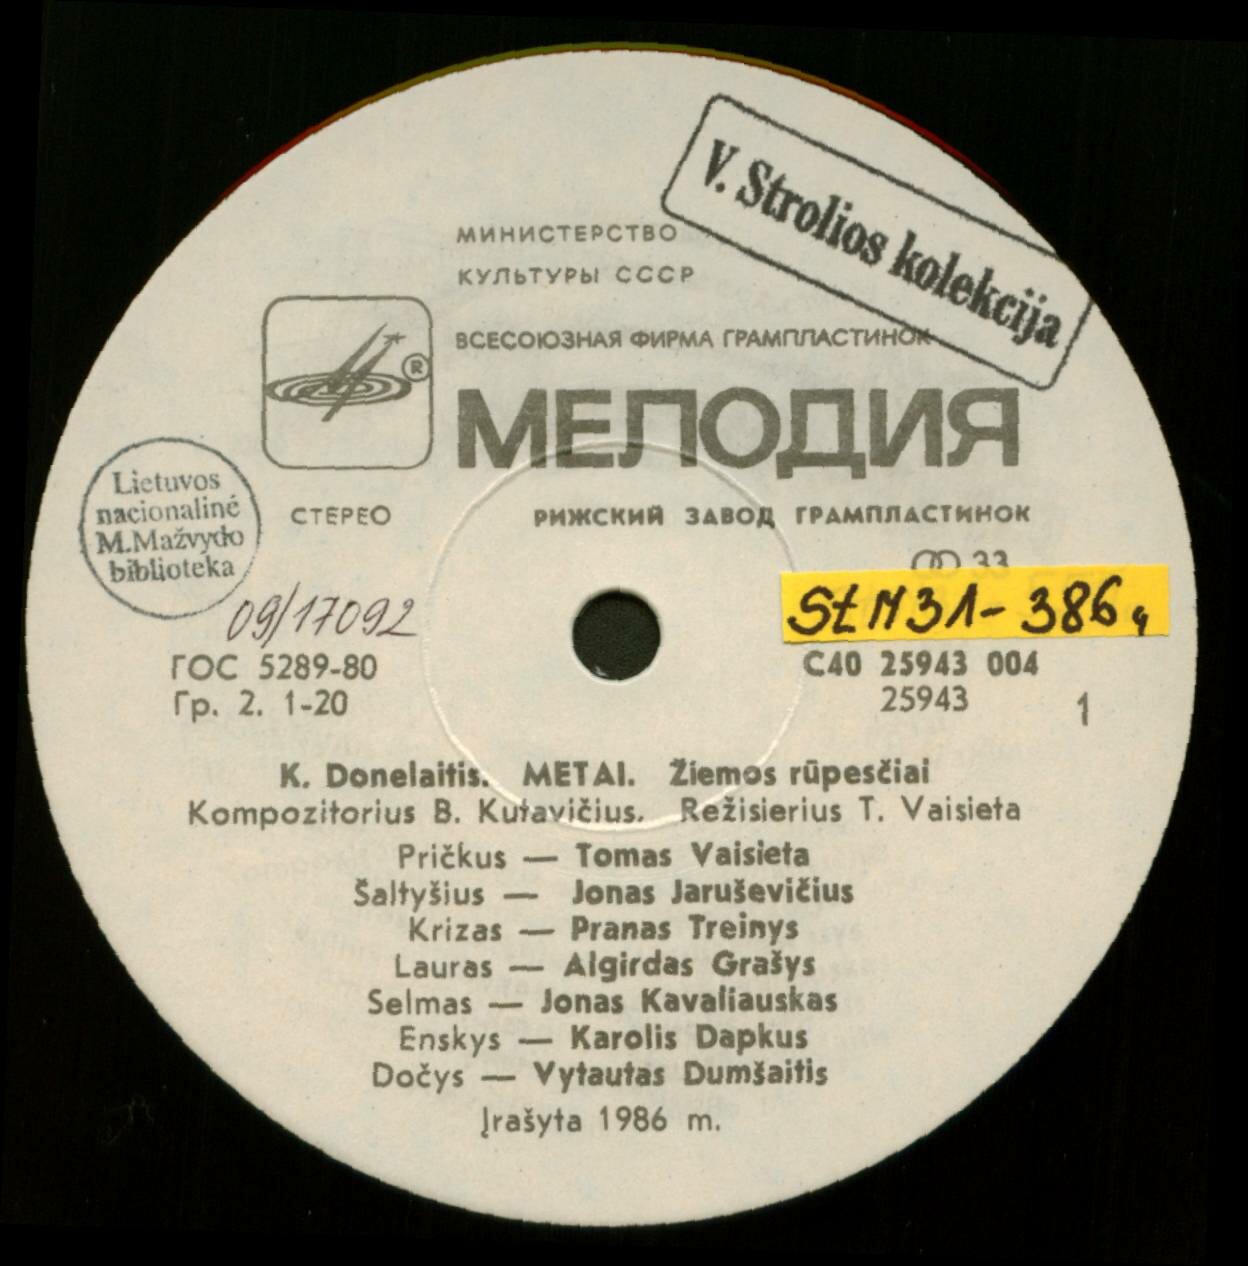 V. Strolios kolekcija
МИНИСТЕРСТВО
КУЛЬТУРЫ СССР
ВСЕСОЮЗНАЯ ФИРМА ГРАМПЛАСТИНОК
®
МЕЛОДИЯ
Lietuvos
nacionalinė
M.Mažvydo
biblioteka
СТЕРЕО
РИЖСКИЙ ЗАВОД ГРАМПЛАСТИНОК
33
09/17092
ГОС 5289-80
Гр. 2. 1-20
C40 25943 004
25943
1
K. Donelaitis. METAI. Žiemos rūpesčiai
Kompozitorius B. Kutavičius. Režisierius T. Vaisieta
Pričkus — Tomas Vaisieta
Šaltyšius — Jonas Jaruševičius
Krizas — Pranas Treinys
Lauras — Algirdas Grašys
Selmas — Jonas Kavaliauskas
Enskys — Karolis Dapkus
Dočys — Vytautas Dumšaitis
Įrašyta 1986 m.